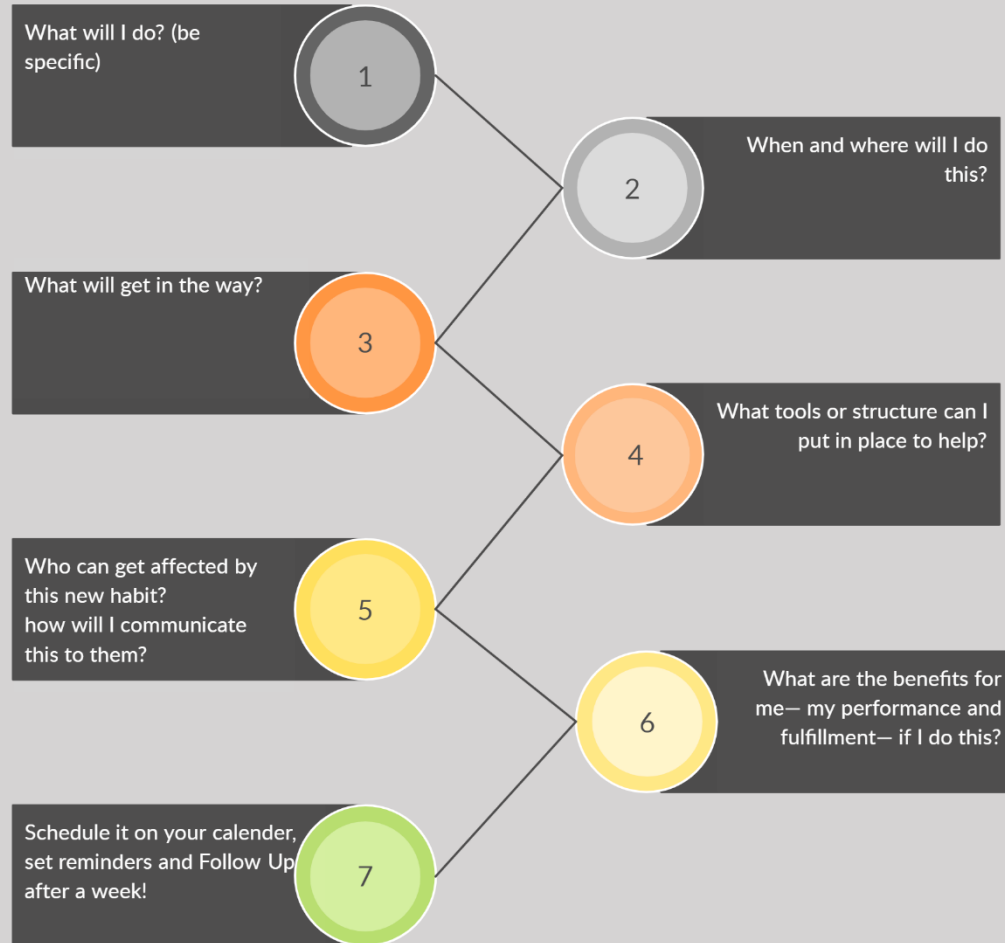 What will I do? (be
specific)
1
2
When and where will I do
this?
What will get in the way?
3
4
What tools or structure can I
put in place to help?
Who can get affected by
this new habit?
how will I communicate
this to them?
5
6
What are the benefits for
me— my performance and
fulfillment— if I do this?
Schedule it on your calender,
set reminders and Follow Up
after a week!
7